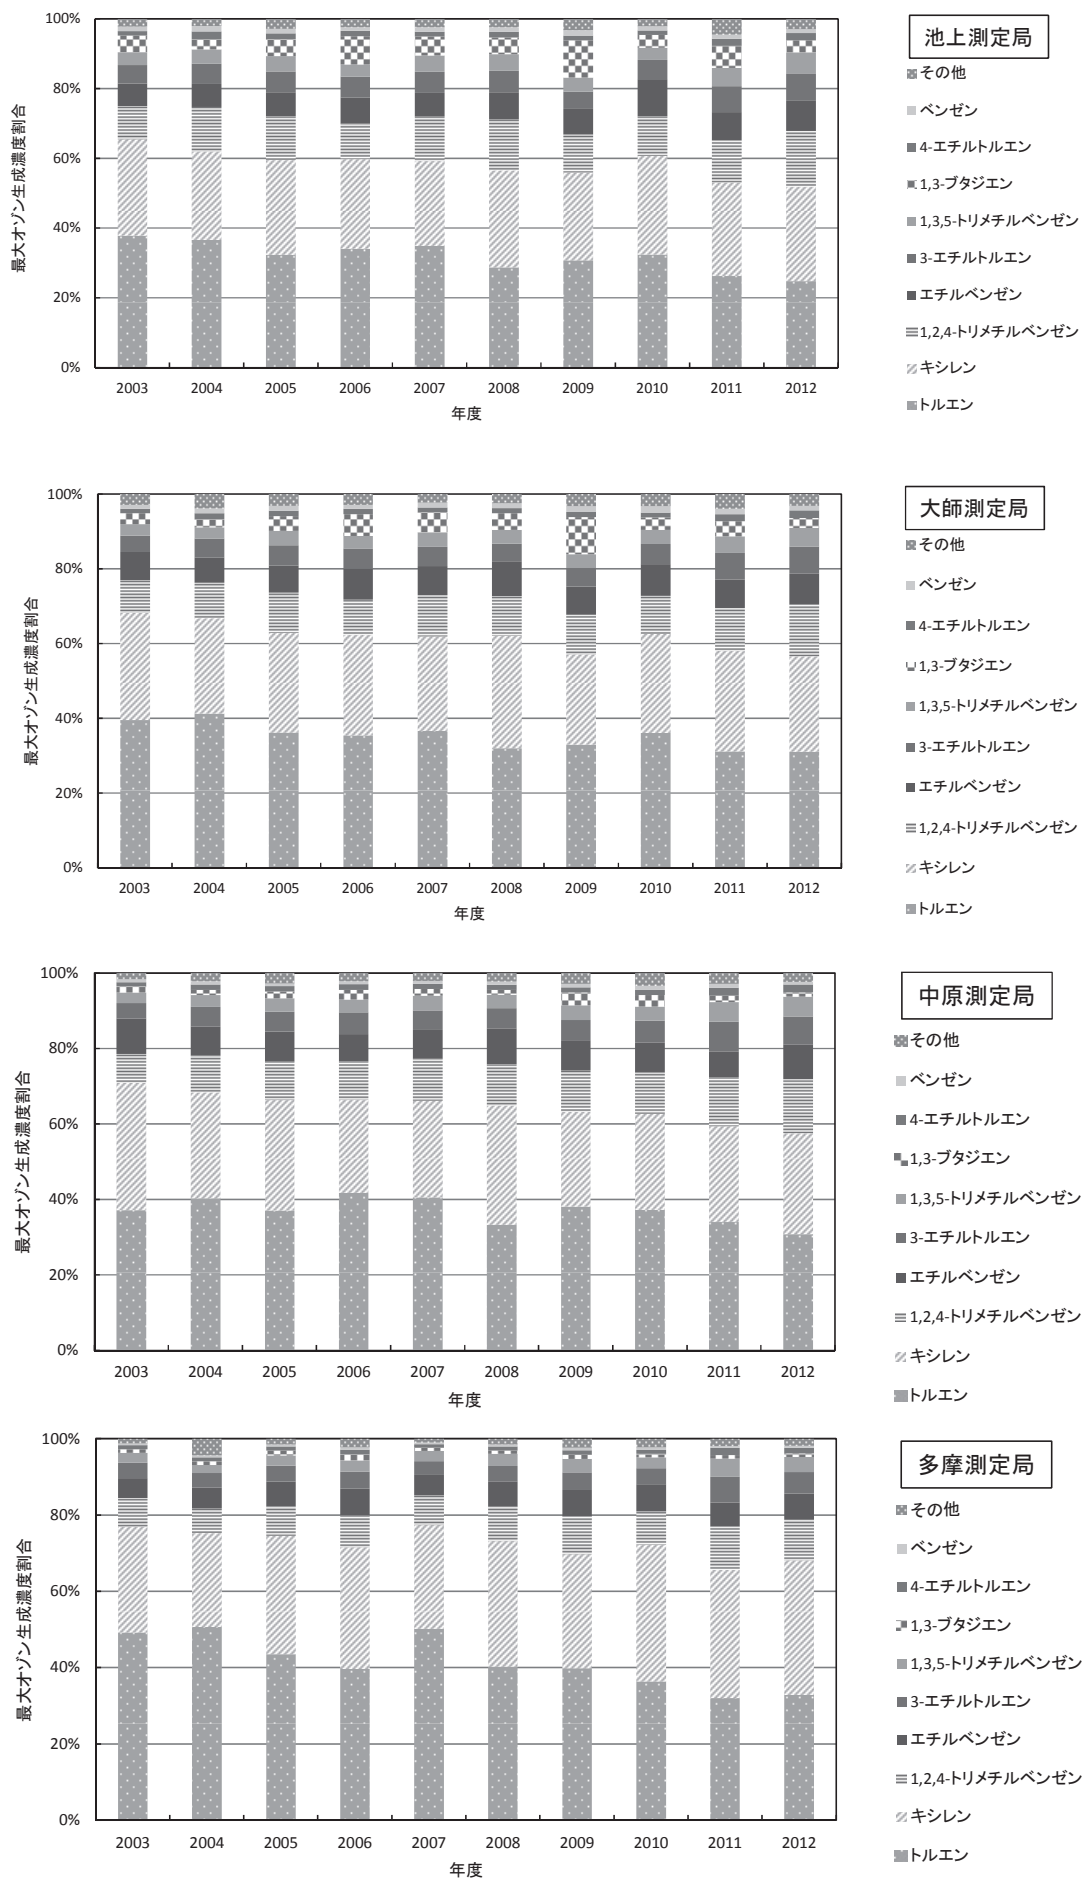 池上測定局
最大オゾン生成濃度割合
100%
80%
60%
40%
20%
0%
2003 2004 2005 2006 2007 2008 2009 2010 2011 2012
年度
その他
ベンゼン
4-エチルトルエン
1,3-ブタジエン
1,3,5-トリメチルベンゼン
3-エチルトルエン
エチルベンゼン
1,2,4-トリメチルベンゼン
キシレン
トルエン
大師測定局
最大オゾン生成濃度割合
100%
80%
60%
40%
20%
0%
2003 2004 2005 2006 2007 2008 2009 2010 2011 2012
年度
その他
ベンゼン
4-エチルトルエン
1,3-ブタジエン
1,3,5-トリメチルベンゼン
3-エチルトルエン
エチルベンゼン
1,2,4-トリメチルベンゼン
キシレン
トルエン
中原測定局
最大オゾン生成濃度割合
100%
80%
60%
40%
20%
0%
2003 2004 2005 2006 2007 2008 2009 2010 2011 2012
年度
その他
ベンゼン
4-エチルトルエン
1,3-ブタジエン
1,3,5-トリメチルベンゼン
3-エチルトルエン
エチルベンゼン
1,2,4-トリメチルベンゼン
キシレン
トルエン
多摩測定局
最大オゾン生成濃度割合
100%
80%
60%
40%
20%
0%
2003 2004 2005 2006 2007 2008 2009 2010 2011 2012
年度
その他
ベンゼン
4-エチルトルエン
1,3-ブタジエン
1,3,5-トリメチルベンゼン
3-エチルトルエン
エチルベンゼン
1,2,4-トリメチルベンゼン
キシレン
トルエン